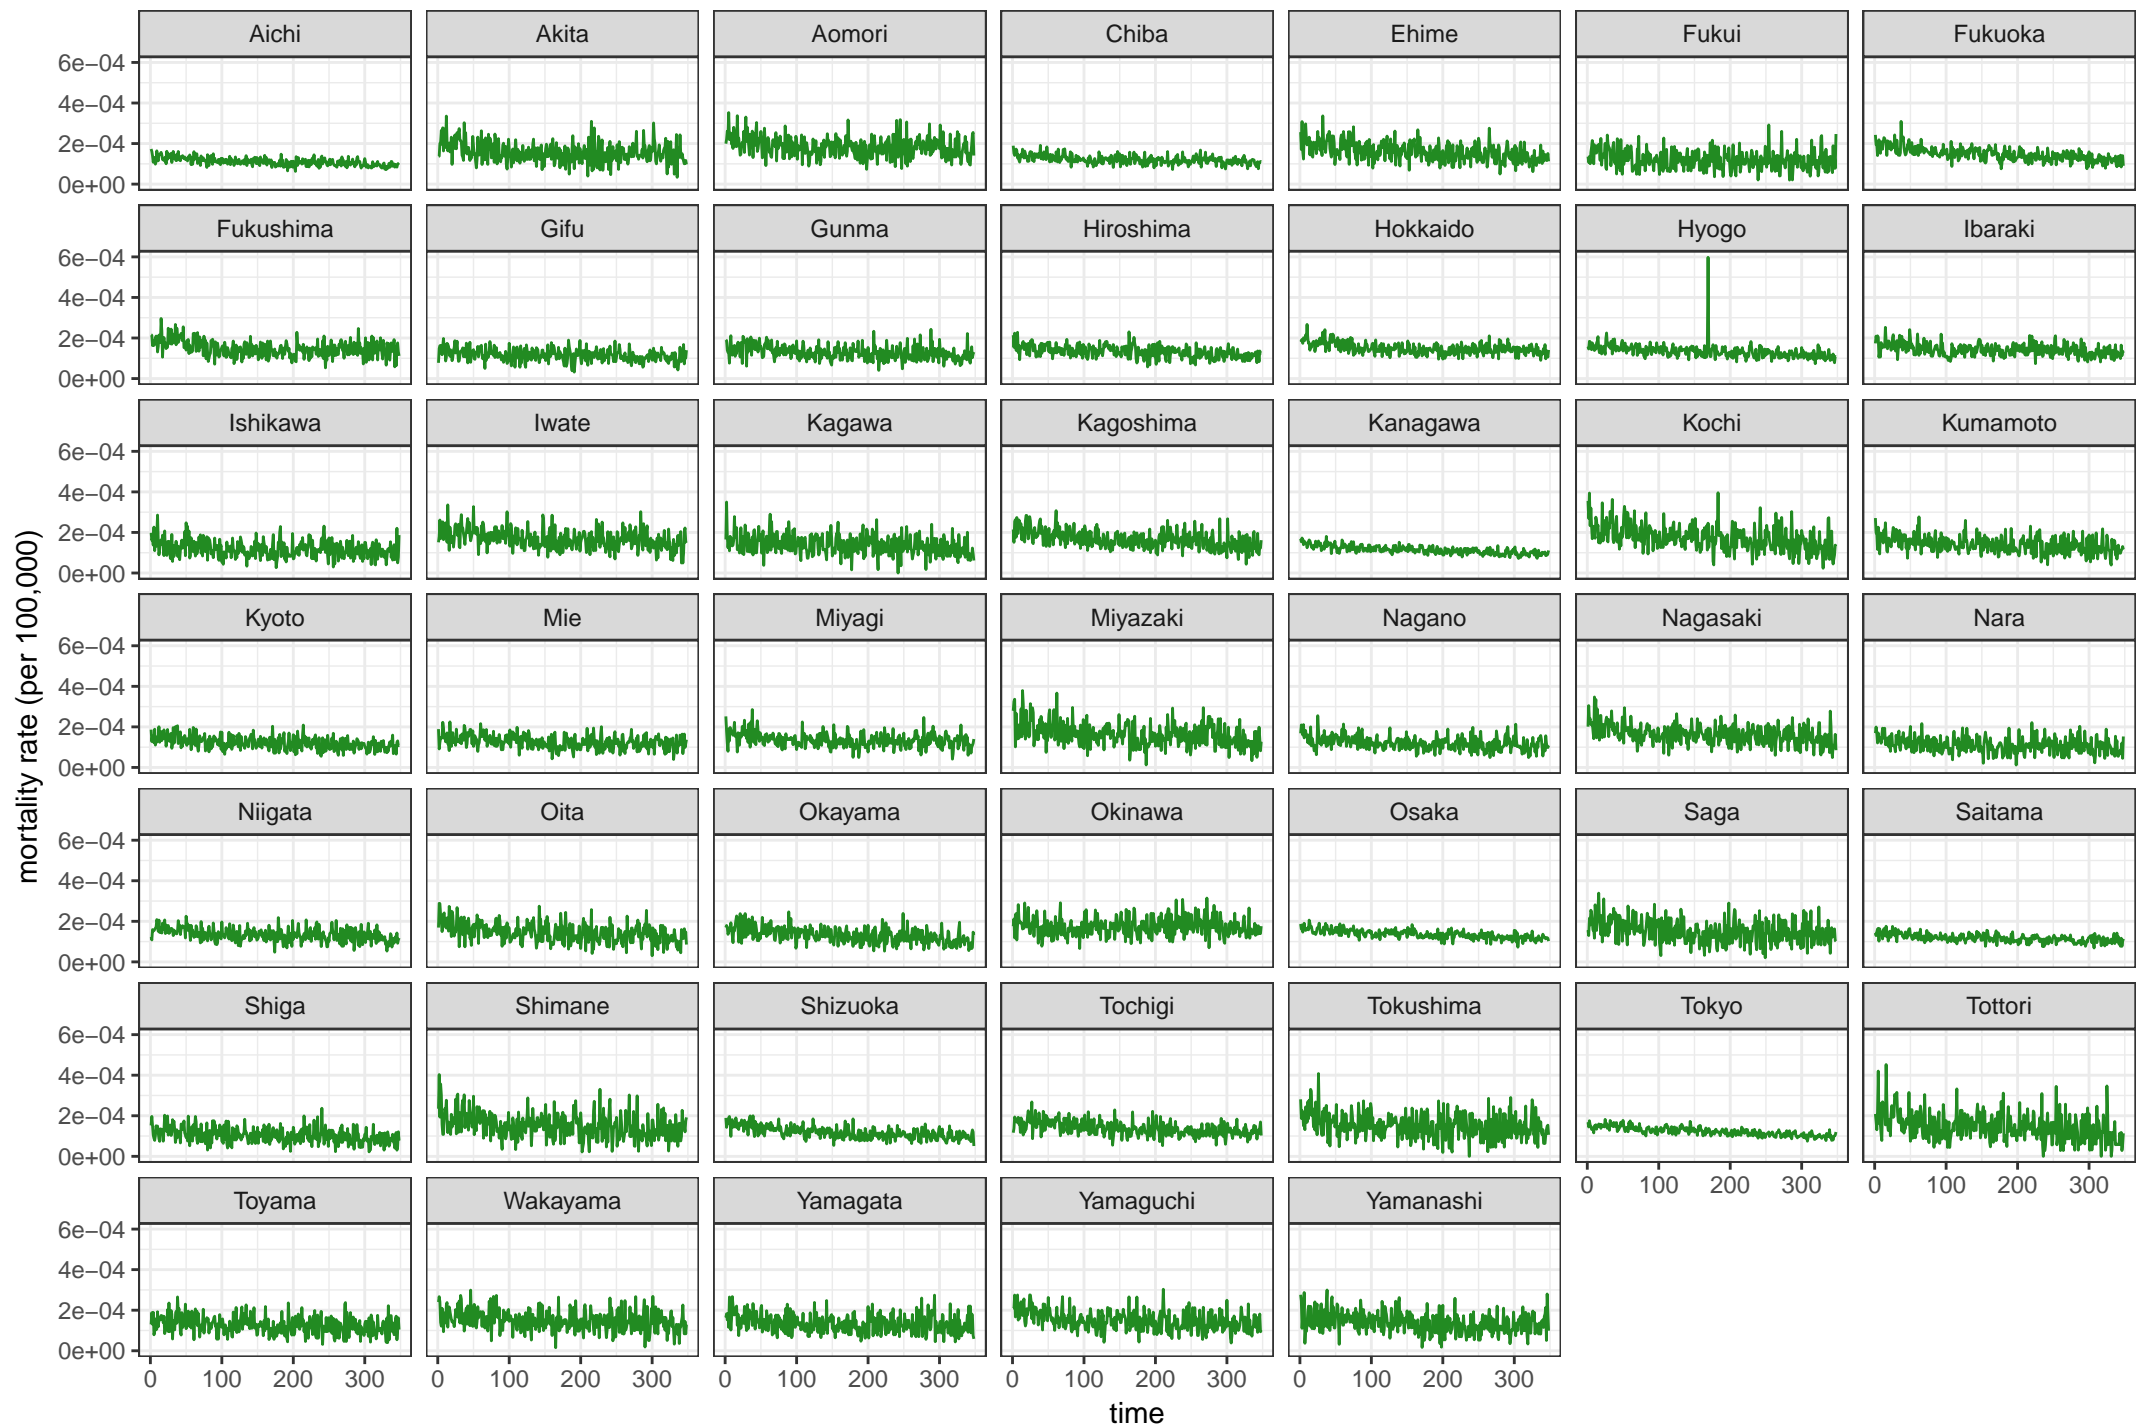 Aichi Akita Aomori Chiba Ehime Fukui Fukuoka
6e−04
4e−04
2e−04
0e+00
Fukushima Gifu Gunma Hiroshima Hokkaido Hyogo Ibaraki
6e−04
4e−04
2e−04
0e+00
Ishikawa Iwate Kagawa Kagoshima Kanagawa Kochi Kumamoto
6e−04
4e−04
2e−04
0e+00
mortality rate (per 100,000)
Kyoto Mie Miyagi Miyazaki Nagano Nagasaki Nara
6e−04
4e−04
2e−04
0e+00
Niigata Oita Okayama Okinawa Osaka Saga Saitama
6e−04
4e−04
2e−04
0e+00
Shiga Shimane Shizuoka Tochigi Tokushima Tokyo Tottori
6e−04
4e−04
2e−04
0e+00
0 100 200 300 0 100 200 300
Toyama Wakayama Yamagata Yamaguchi Yamanashi
6e−04
4e−04
2e−04
0e+00
0 100 200 300 0 100 200 300 0 100 200 300 0 100 200 300 0 100 200 300
time